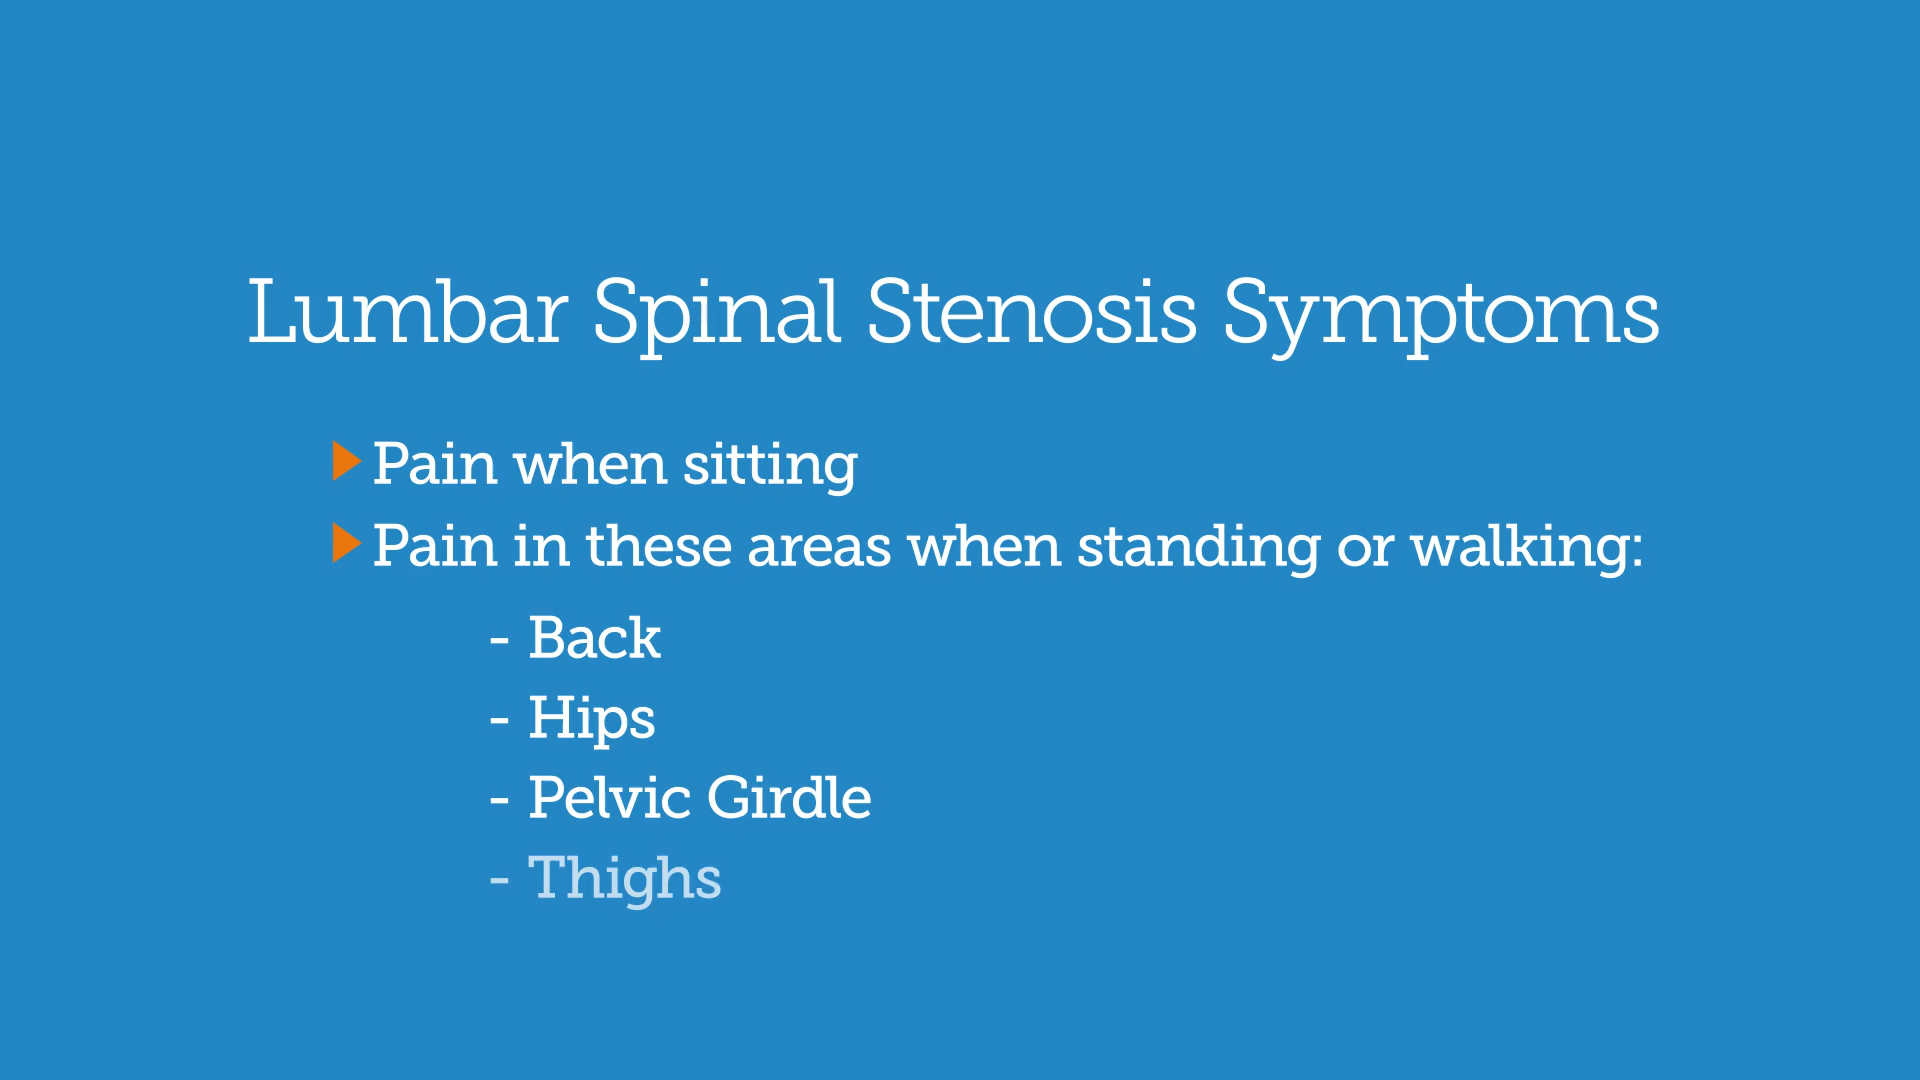 Lumbar Spinal Stenosis Symptoms
Pain when sitting
Pain in these areas when standing or walking:
- Back
- Hips
- Pelvic Girdle
- Thighs